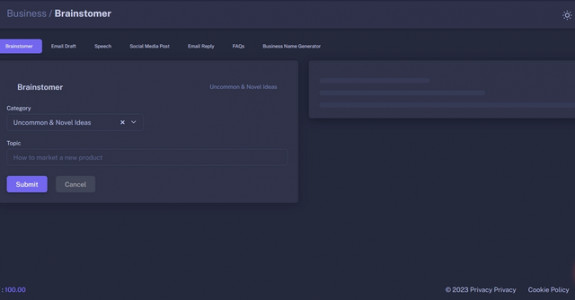 Business / Brainstomer
Brainstomer Email Draft Speech Social Media Post Email Reply FAQs Business Name Generator
Brainstomer Uncommon & Novel Ideas
Category
Uncommon & Novel Ideas
Topic
How to market a new product
Submit Cancel
: 100.00 © 2023 Privacy Privacy Cookie Policy